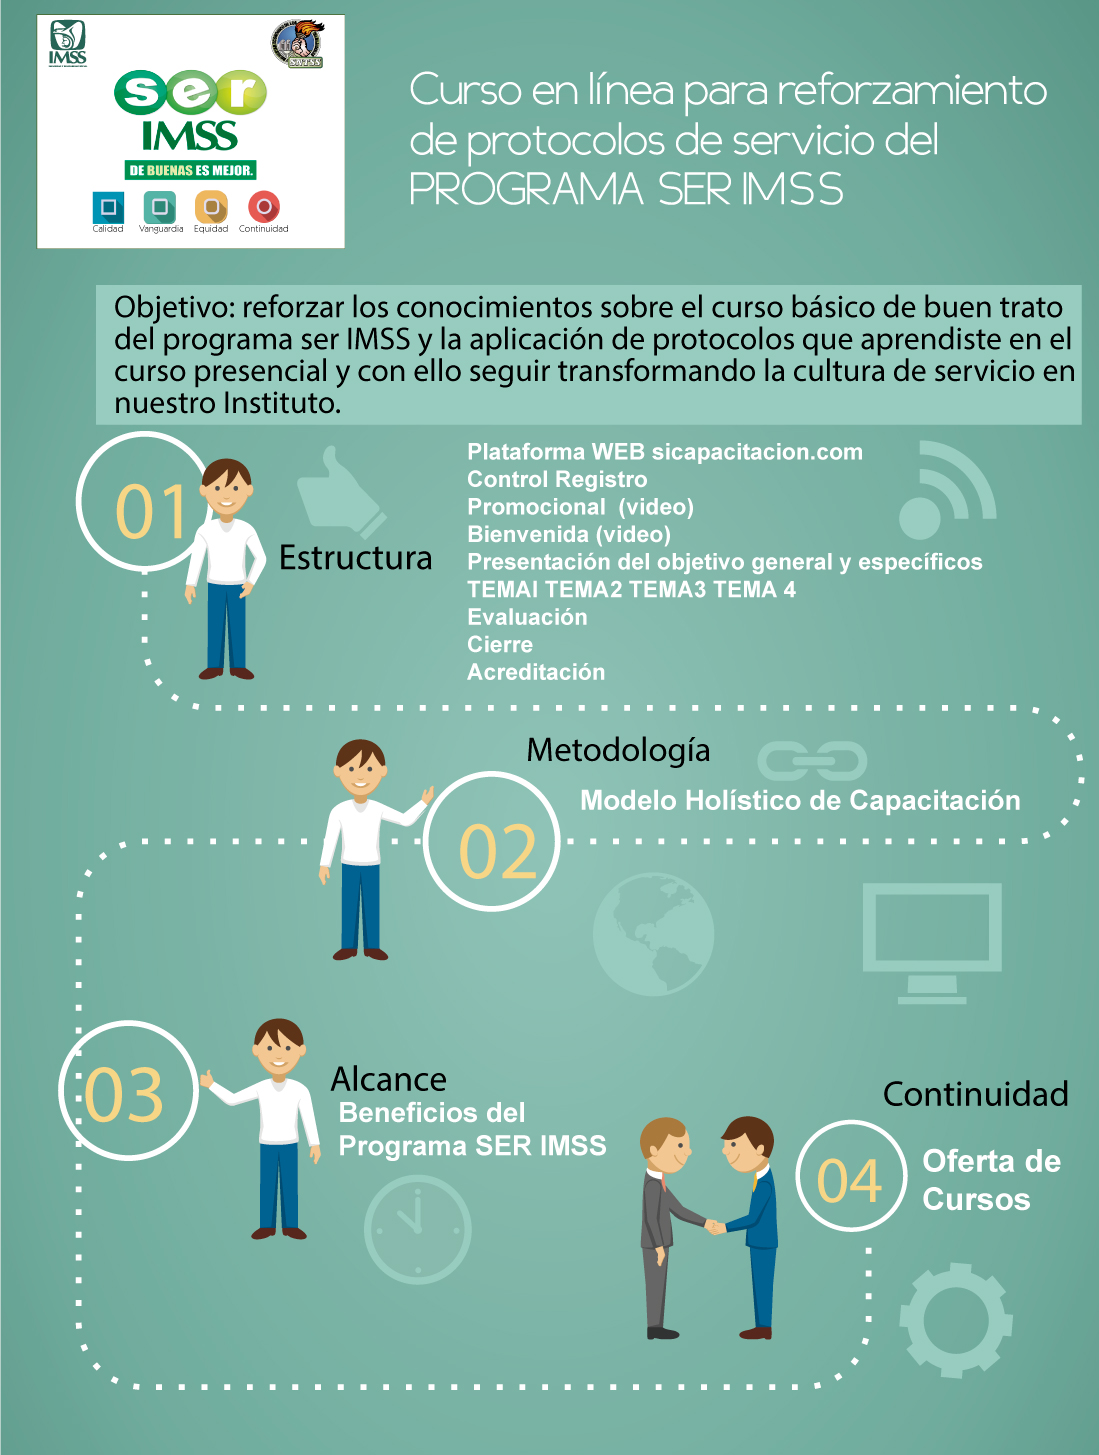 IMSS
SNTSS
ser
IMSS
DE BUENAS ES MEJOR.
Calidad Vanguardia Equidad Continuidad
Curso en línea para reforzamiento
de protocolos de servicio del
PROGRAMA SER IMSS
Objetivo: reforzar los conocimientos sobre el curso básico de buen trato
del programa ser IMSS y la aplicación de protocolos que aprendiste en el
curso presencial y con ello seguir transformando la cultura de servicio en
nuestro Instituto.
01
Estructura
Plataforma WEB sicapacitacion.com
Control Registro
Promocional (video)
Bienvenida (video)
Presentación del objetivo general y específicos
TEMAI TEMA2 TEMA3 TEMA 4
Evaluación
Cierre
Acreditación
Metodología
Modelo Holístico de Capacitación
02
03
Alcance
Beneficios del
Programa SER IMSS
Continuidad
04
Oferta de
Cursos